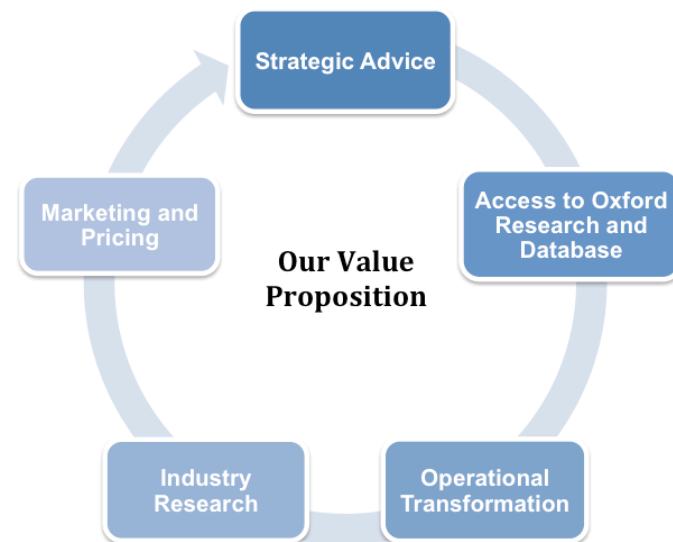 Strategic Advice
Access to Oxford
Research and
Database
Operational
Transformation
Industry
Research
Marketing and
Pricing
Our Value
Proposition